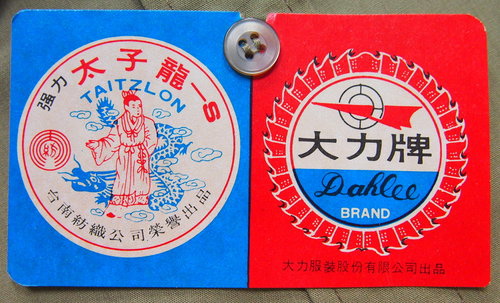 強力 太子龍—S
TAITZLON
台南紡織公司榮譽出品
大力牌
Dahlee
BRAND
大力服裝股份有限公司出品